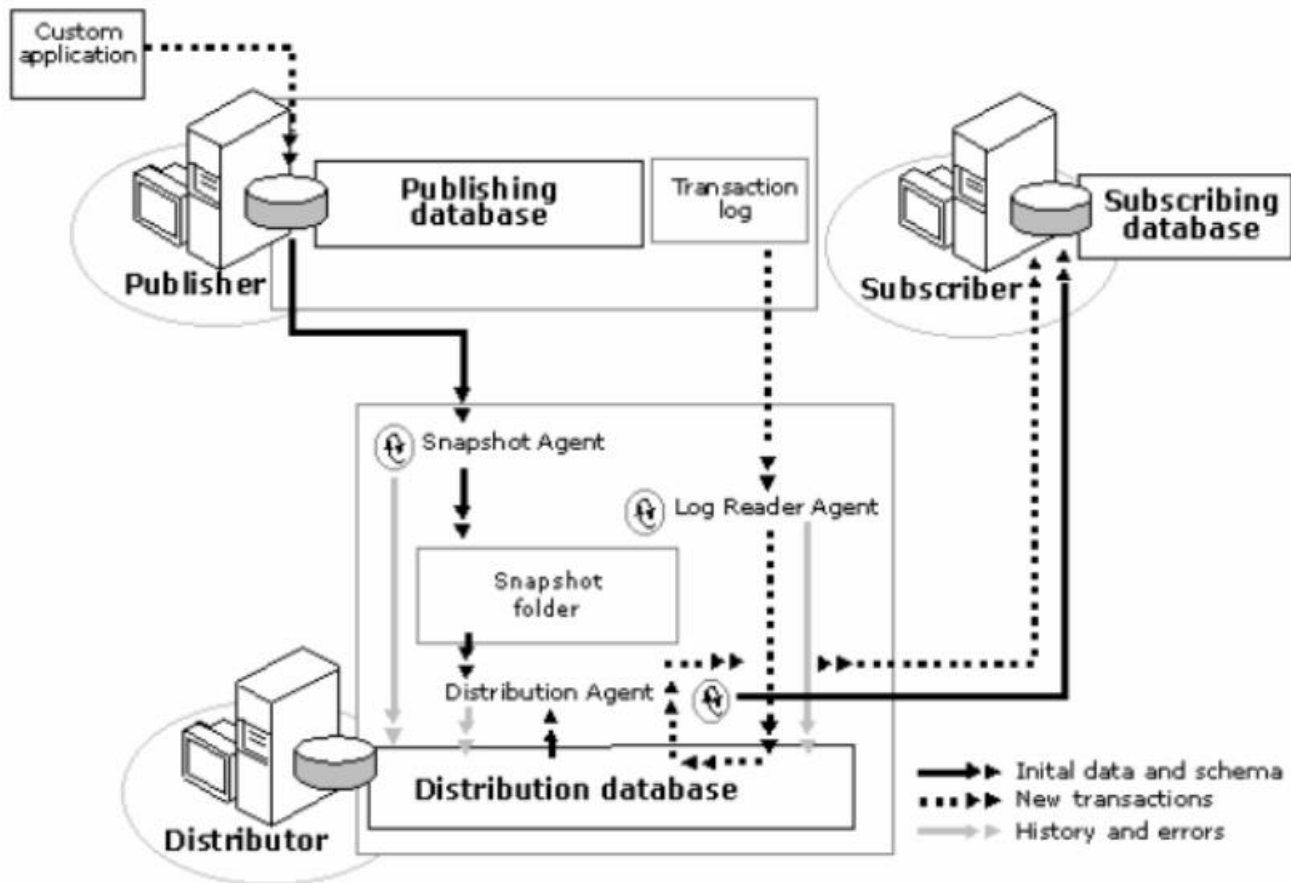 Custom
application
Publishing
database
Transaction
log
Publisher
Subscribing
database
Subscriber
Snapshot Agent
Log Reader Agent
Snapshot
folder
Distribution Agent
Distribution database
Distributor
Inital data and schema
New transactions
History and errors